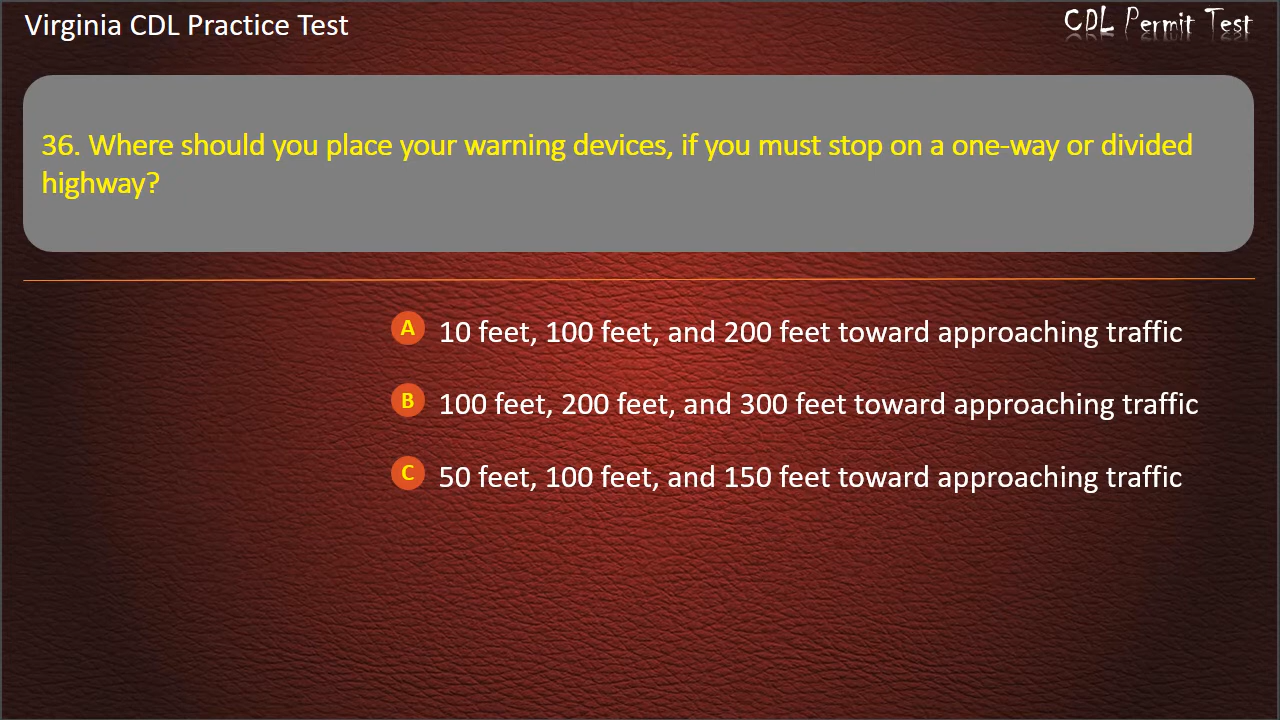 Virginia CDL Practice Test
CDL Permit Test
36. Where should you place your warning devices, if you must stop on a one-way or divided
highway?
A 10 feet, 100 feet, and 200 feet toward approaching traffic
B 100 feet, 200 feet, and 300 feet toward approaching traffic
C 50 feet, 100 feet, and 150 feet toward approaching traffic